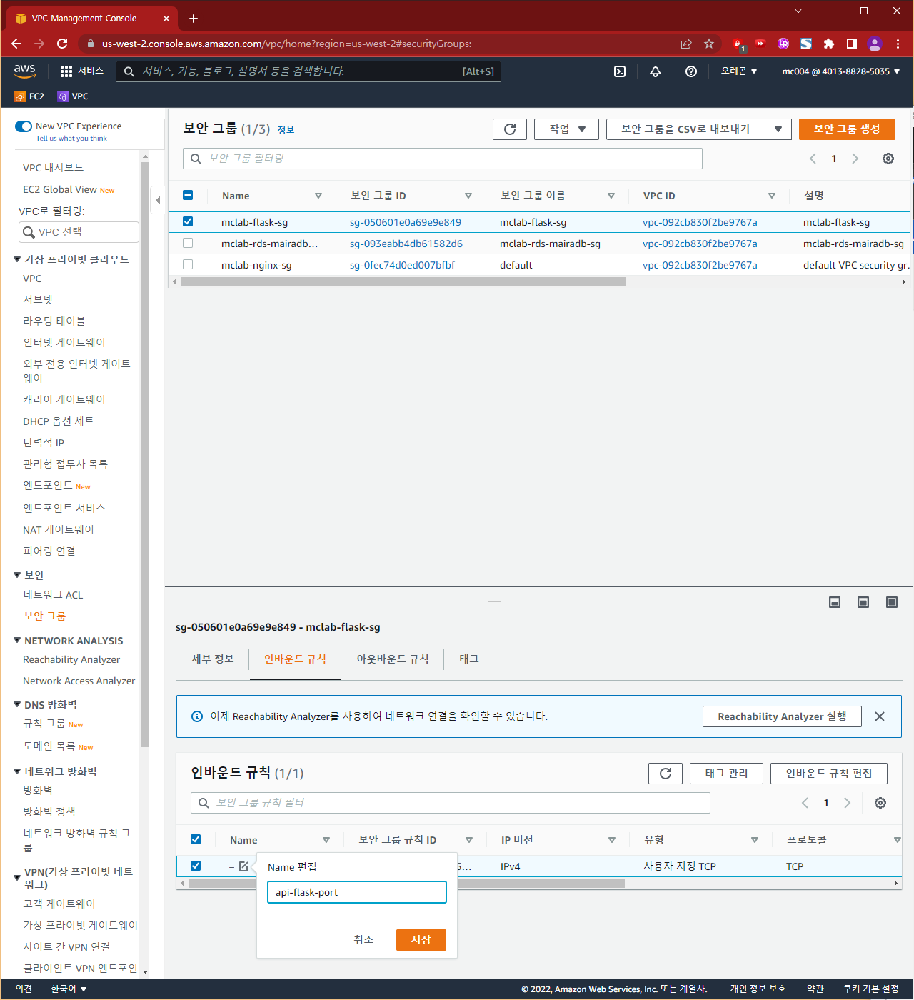 VPC Management Console
us-west-2.console.aws.amazon.com/vpc/home?region=us-west-2#securityGroups:
1
aws
서비스
서비스, 기능, 블로그, 설명서 등을 검색합니다.
[Alt+S]
오레곤
mc004 @ 4013-8828-5035
EC2
VPC
New VPC Experience
Tell us what you think
VPC 대시보드
EC2 Global View New
VPC로 필터링:
VPC 선택
가상 프라이빗 클라우드
VPC
서브넷
라우팅 테이블
인터넷 게이트웨이
외부 전용 인터넷 게이트
웨이
캐리어 게이트웨이
DHCP 옵션 세트
탄력적 IP
관리형 접두사 목록
엔드포인트 New
엔드포인트 서비스
NAT 게이트웨이
피어링 연결
보안
네트워크 ACL
보안 그룹
NETWORK ANALYSIS
Reachability Analyzer
Network Access Analyzer
DNS 방화벽
규칙 그룹 New
도메인 목록 New
네트워크 방화벽
방화벽
방화벽 정책
네트워크 방화벽 규칙 그
룹
VPN(가상 프라이빗 네트
워크)
고객 게이트웨이
가상 프라이빗 게이트웨이
사이트 간 VPN 연결
클라이언트 VPN 엔드포인
보안 그룹 (1/3) 정보
작업
보안 그룹을 CSV로 내보내기
보안 그룹 생성
보안 그룹 필터링
1
Name 보안 그룹 ID 보안 그룹 이름 VPC ID 설명
mclab-flask-sg sg-050601e0a69e9e849 mclab-flask-sg vpc-092cb830f2be9767a mclab-flask-sg
mclab-rds-mairadb... sg-093eabb4db61582d6 mclab-rds-mairadb-sg vpc-092cb830f2be9767a mclab-rds-mairadb-sg
mclab-nginx-sg sg-0fec74d0ed007bfbf default vpc-092cb830f2be9767a default VPC security gr.
sg-050601e0a69e9e849 - mclab-flask-sg
세부 정보
인바운드 규칙
아웃바운드 규칙
태그
이제 Reachability Analyzer를 사용하여 네트워크 연결을 확인할 수 있습니다.
Reachability Analyzer 실행
인바운드 규칙 (1/1)
태그 관리
인바운드 규칙 편집
보안 그룹 규칙 필터
1
Name 보안 그룹 규칙 ID IP 버전 유형 프로토콜
– 5... IPv4 사용자 지정 TCP TCP
Name 편집
api-flask-port
취소
저장
의견
한국어
© 2022, Amazon Web Services, Inc. 또는 계열사.
개인 정보 보호
약관
쿠키 기본 설정